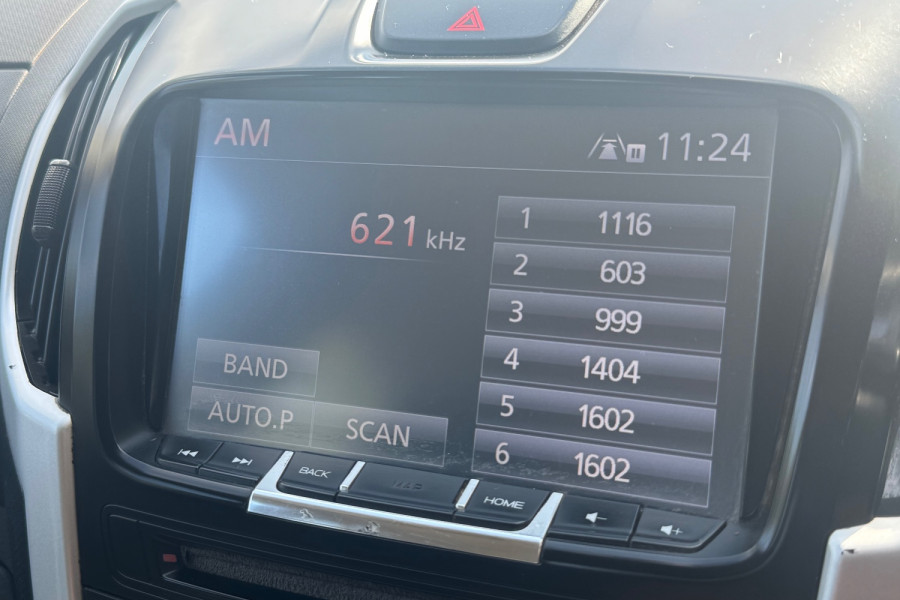 AM 11:24
621 kHz
1 1116
2 603
3 999
4 1404
5 1602
6 1602
BAND
AUTO.P SCAN
BACK MAP HOME